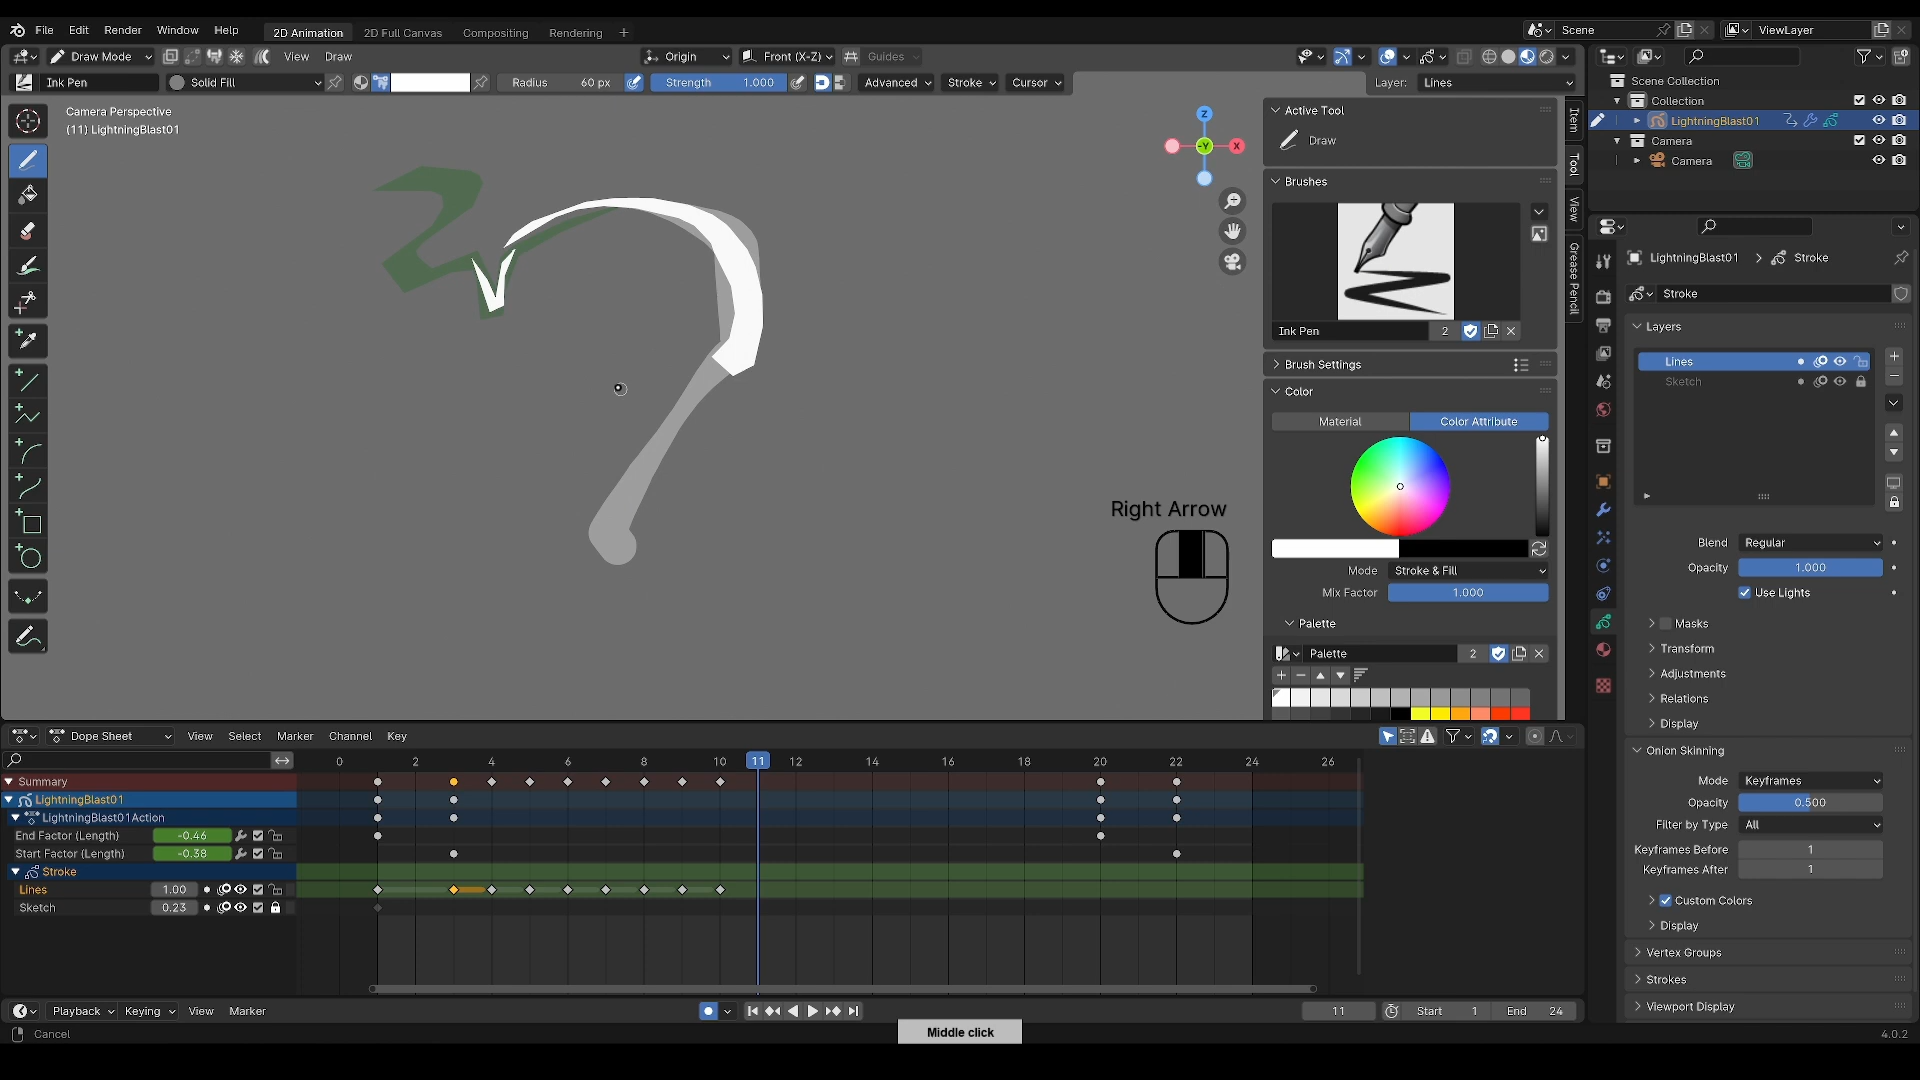 File Edit Render Window Help 2D Animation 2D Full Canvas Compositing Rendering + Scene ViewLayer
Draw Mode View Draw Origin Front (X-Z) Guides
Ink Pen Solid Fill Radius 60 px Strength 1.000 Advanced Stroke Cursor Layer: Lines
Camera Perspective
(11) LightningBlast01
Z
-Y
X
Active Tool
Draw
Brushes
Ink Pen 2
Brush Settings
Color
Material Color Attribute
Mode Stroke & Fill
Mix Factor 1.000
Palette
Palette 2
Item
Tool
View
Grease Pencil
Right Arrow
Scene Collection
Collection
LightningBlast01
Camera
Camera
LightningBlast01 > Stroke
Stroke
Layers
Lines
Sketch
Blend Regular
Opacity 1.000
Use Lights
Masks
Transform
Adjustments
Relations
Display
Onion Skinning
Mode Keyframes
Opacity 0.500
Filter by Type All
Keyframes Before 1
Keyframes After 1
Custom Colors
Display
Vertex Groups
Strokes
Viewport Display
Dope Sheet View Select Marker Channel Key
0 2 4 6 8 10 11 12 14 16 18 20 22 24 26
Summary
LightningBlast01
LightningBlast01Action
End Factor (Length) -0.46
Start Factor (Length) -0.38
Stroke
Lines 1.00
Sketch 0.23
Playback Keying View Marker 11 Start 1 End 24
Cancel Middle click 4.0.2